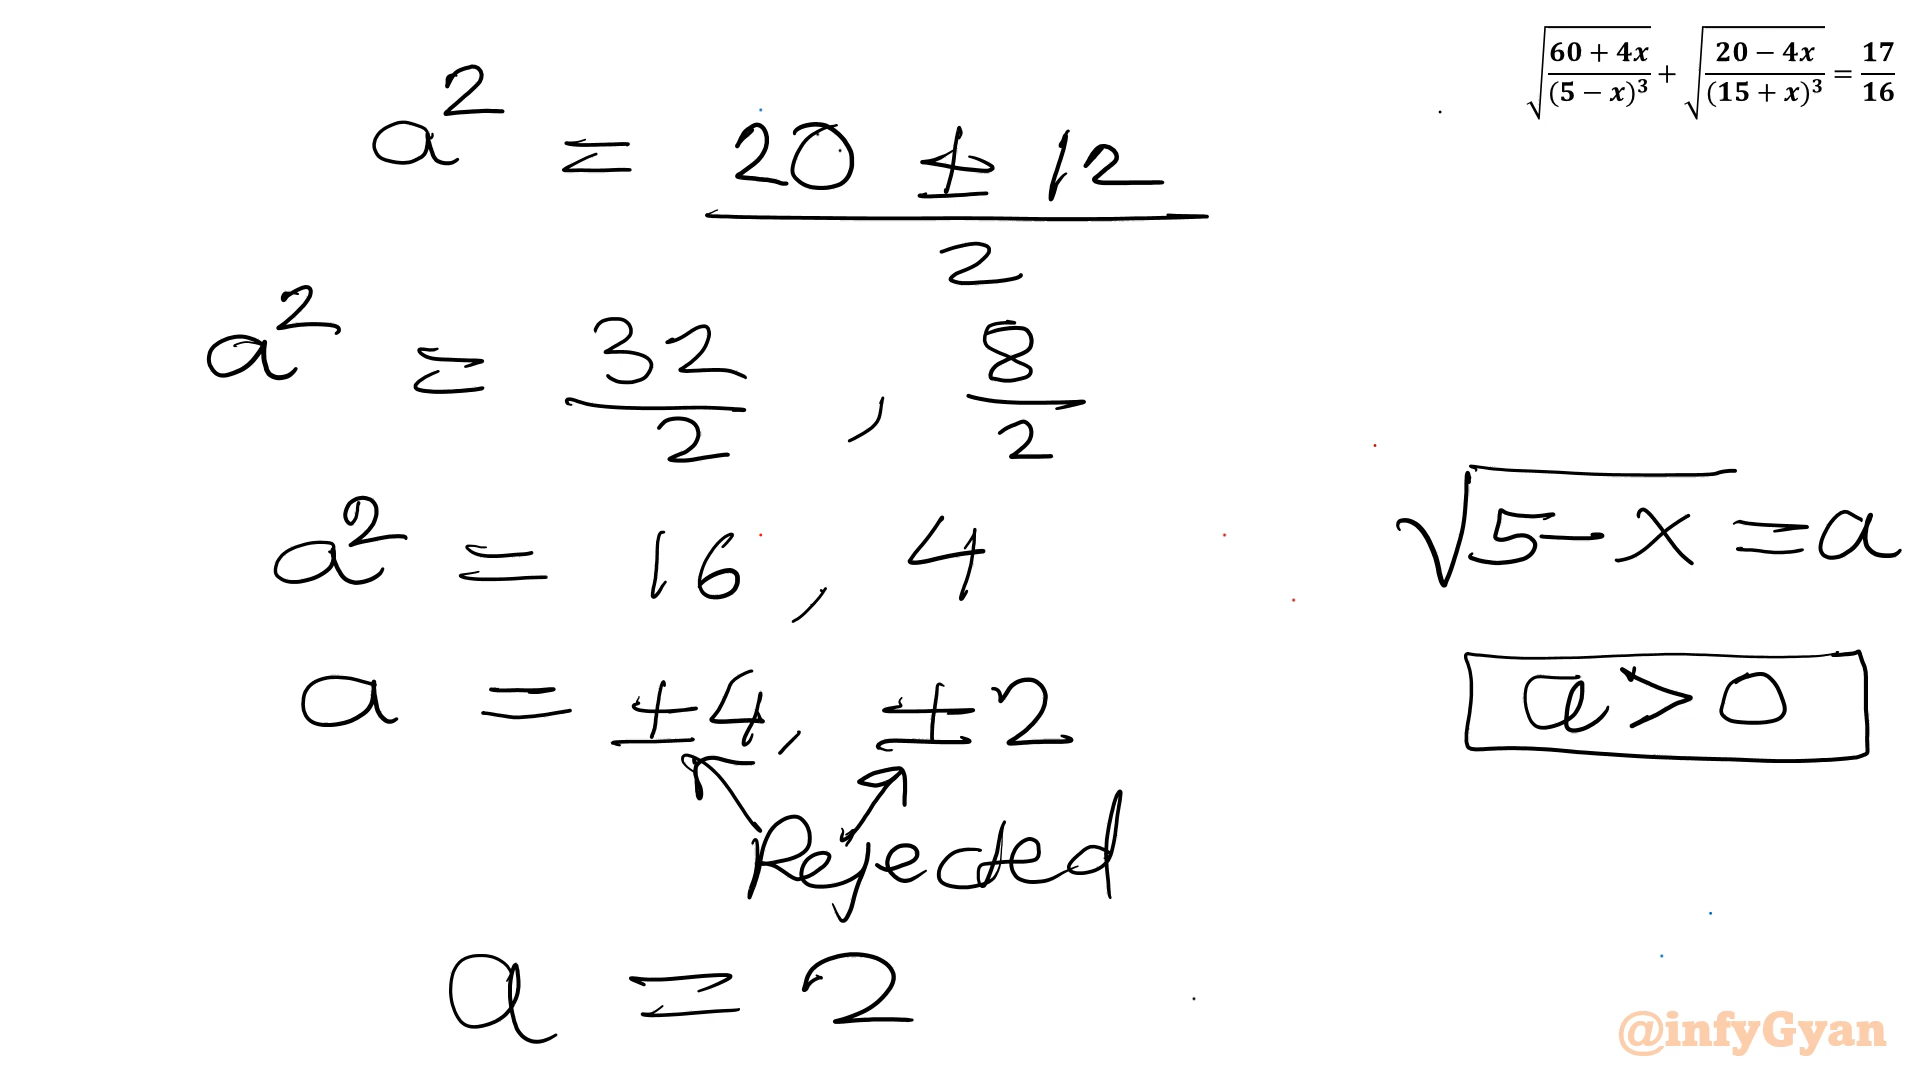 √((60 + 4x)/(5 − x)³) + √((20 − 4x)/(15 + x)³) = 17/16
a² = (20 ± 12)/2
a² = 32/2 , 8/2
a² = 16 , 4
√(5 − x) = a
a = ±4, ±2
a > 0
Rejected
a = 2
@infyGyan